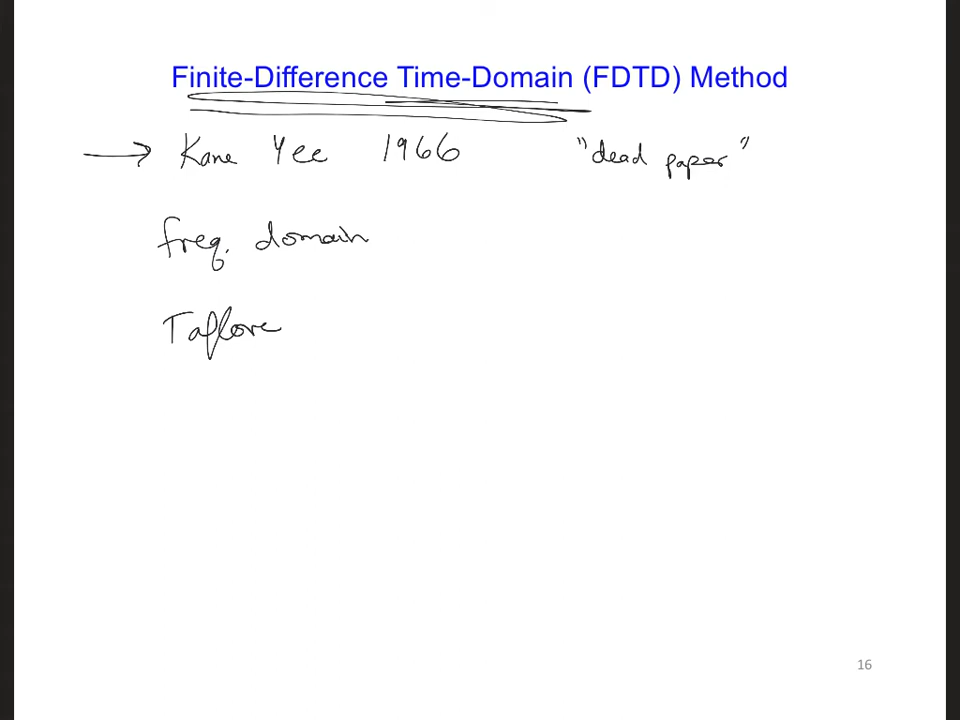 Finite-Difference Time-Domain (FDTD) Method
→ Kane Yee 1966 "dead paper"
freq. domain
Taflove
16